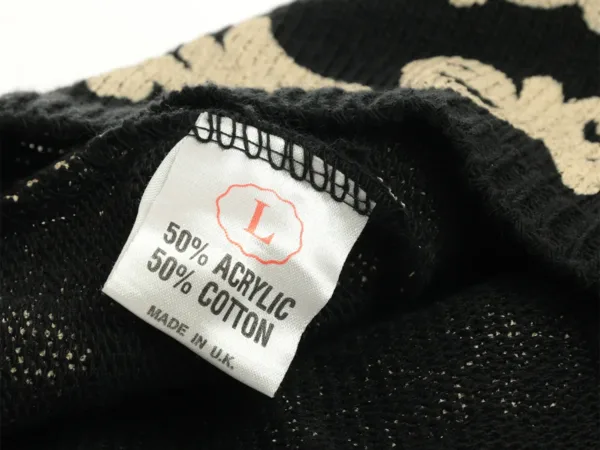 L
50% ACRYLIC
50% COTTON
MADE IN U.K.